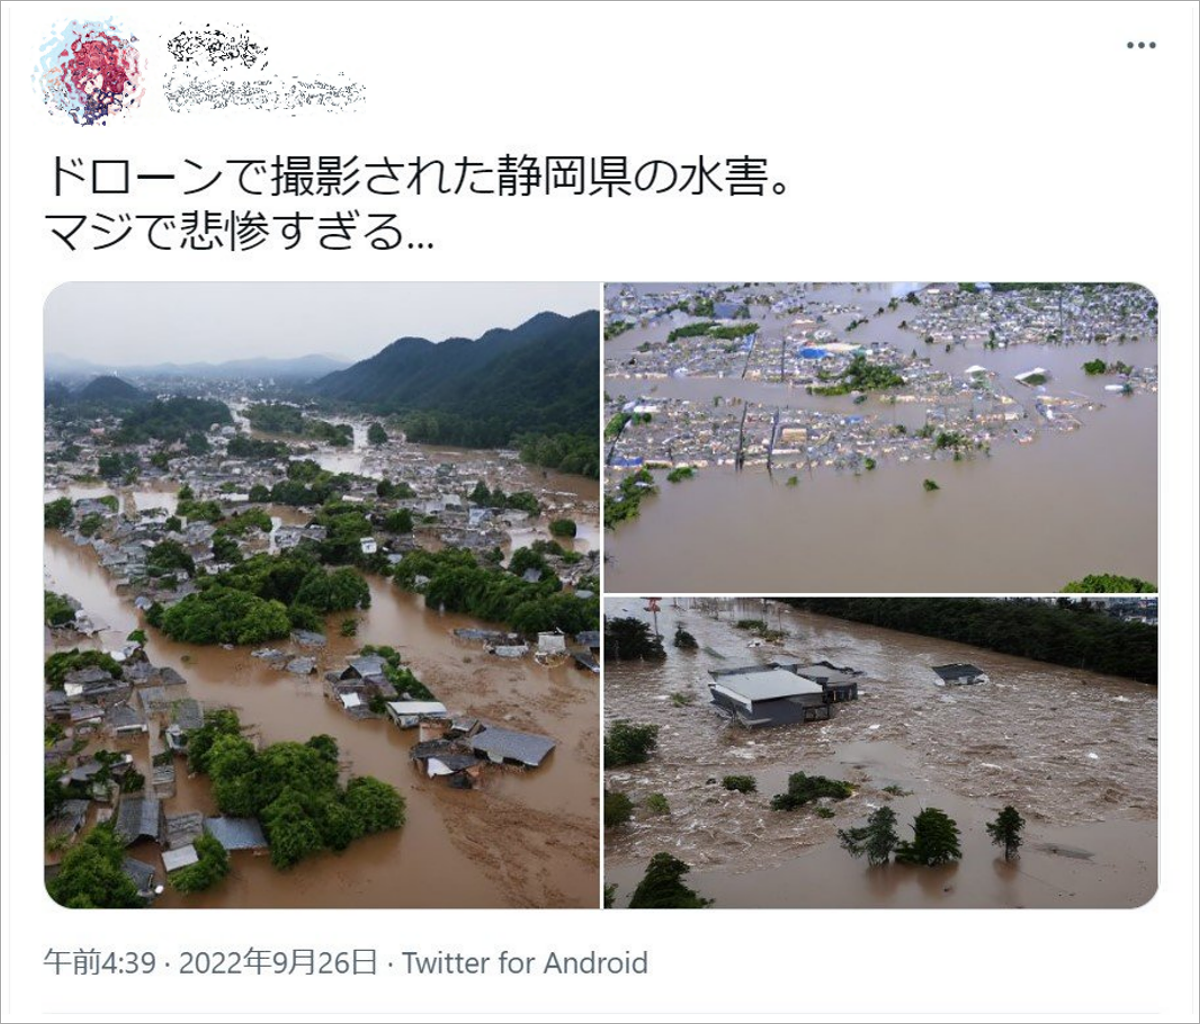 ドローンで撮影された静岡県の水害。
マジで悲惨すぎる...
午前4:39 · 2022年9月26日 · Twitter for Android